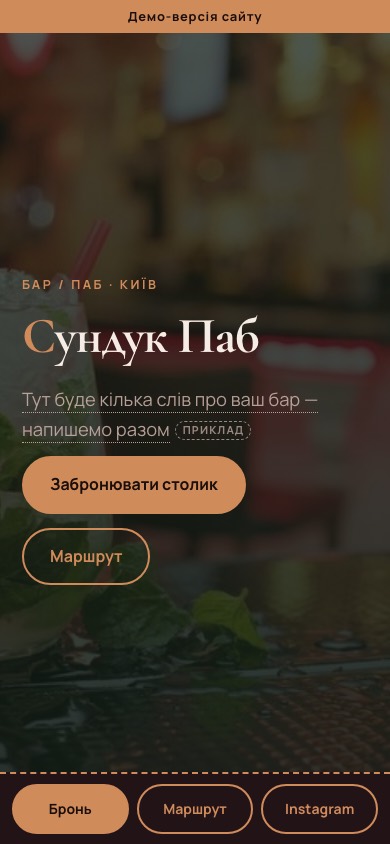 Демо-версія сайту
БАР / ПАБ · КИЇВ
Сундук Паб
Тут буде кілька слів про ваш бар —
напишемо разом ПРИКЛАД
Забронювати столик
Маршрут
Бронь Маршрут Instagram